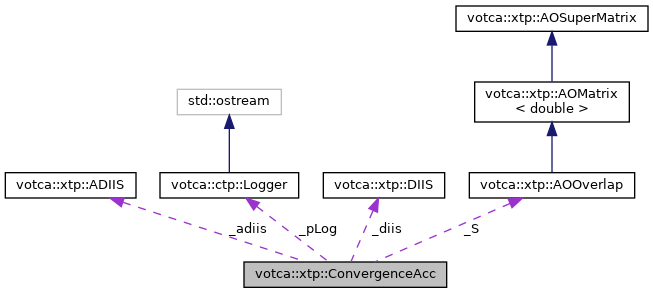 votca::xtp::AOSuperMatrix
votca::xtp::AOMatrix
< double >
std::ostream
votca::xtp::ADIIS
votca::ctp::Logger
votca::xtp::DIIS
votca::xtp::AOOverlap
_adiis
_pLog
_diis
_S
votca::xtp::ConvergenceAcc